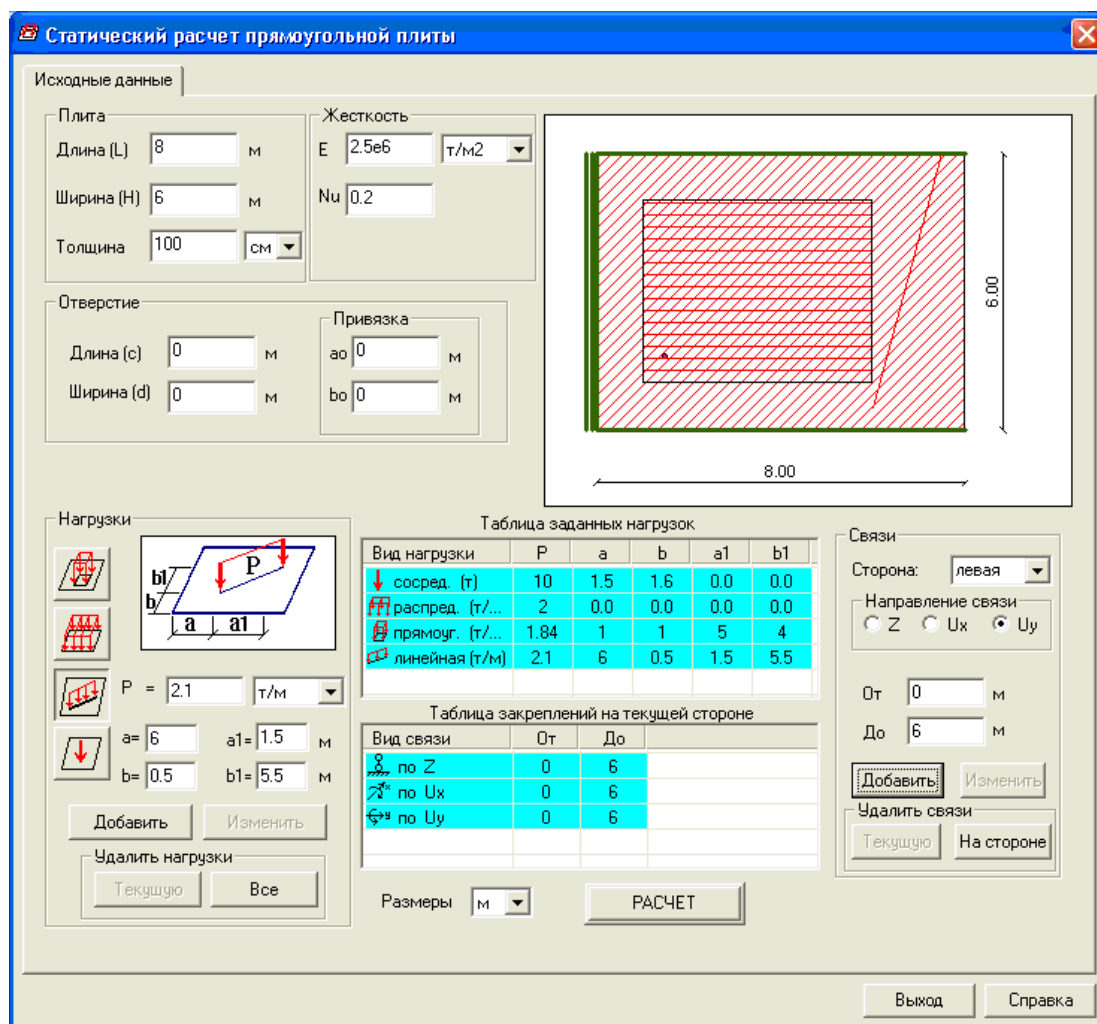 Статический расчет прямоугольной плиты
Исходные данные
Плита
Длина (L) 8 м
Ширина (H) 6 м
Толщина 100 см
Жесткость
E 2.5e6 т/м2
Nu 0.2
Отверстие
Длина (c) 0 м
Ширина (d) 0 м
Привязка
ao 0 м
bo 0 м
6.00
8.00
Нагрузки
P
b1
b
a a1
P = 2.1 т/м
a= 6 a1= 1.5 м
b= 0.5 b1= 5.5 м
Добавить Изменить
Удалить нагрузки
Текущую Все
Таблица заданных нагрузок
Вид нагрузки P a b a1 b1
сосред. (т) 10 1.5 1.6 0.0 0.0
распред. (т/... 2 0.0 0.0 0.0 0.0
прямоуг. (т/... 1.84 1 1 5 4
линейная (т/м) 2.1 6 0.5 1.5 5.5
Таблица закреплений на текущей стороне
Вид связи От До
по Z 0 6
x по Ux 0 6
y по Uy 0 6
Размеры м РАСЧЕТ
Связи
Сторона: левая
Направление связи
Z Ux Uy
От 0 м
До 6 м
Добавить Изменить
Удалить связи
Текущую На стороне
Выход Справка